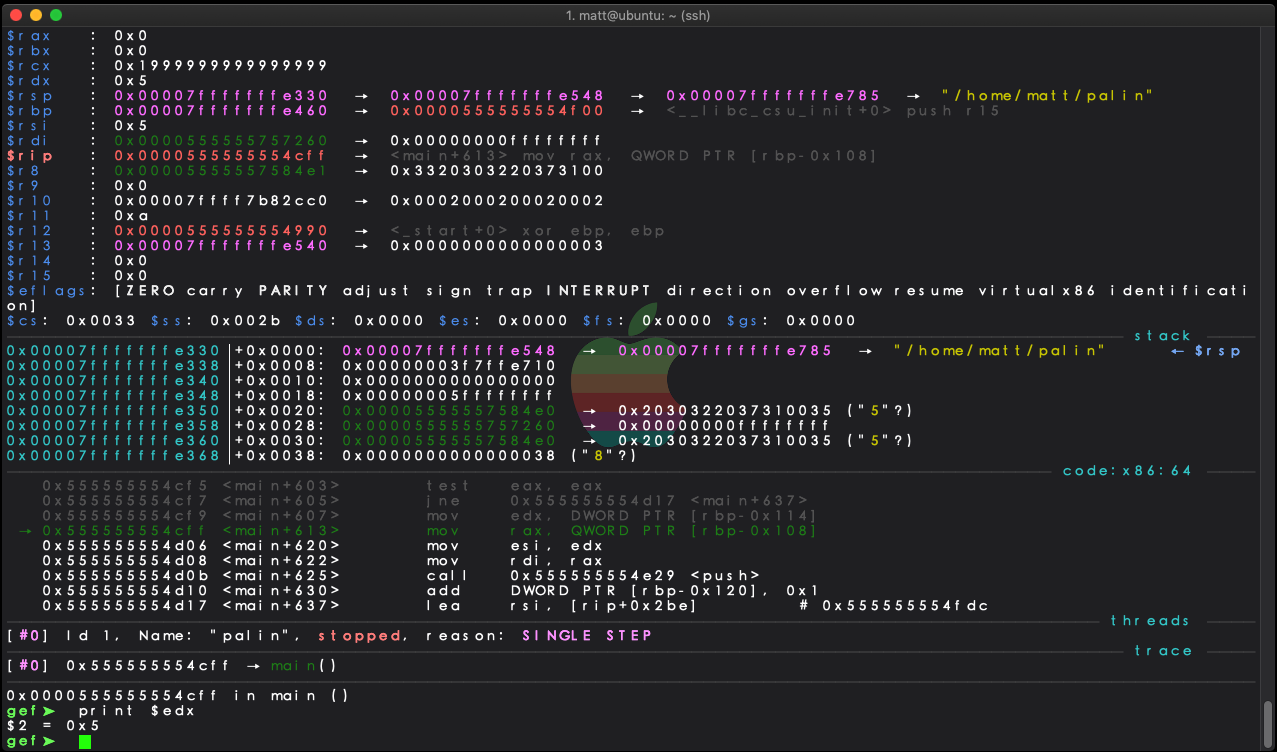 1. matt@ubuntu: ~ (ssh)
$rax : 0x0
$rbx : 0x0
$rcx : 0x1999999999999999
$rdx : 0x5
$rsp : 0x00007fffffffe330 → 0x00007fffffffe548 → 0x00007fffffffe785 → "/home/matt/palin"
$rbp : 0x00007fffffffe460 → 0x0000555555554f00 → <__libc_csu_init+0> push r15
$rsi : 0x5
$rdi : 0x0000555555757260 → 0x00000000ffffffff
$rip : 0x0000555555554cff → <main+613> mov rax, QWORD PTR [rbp-0x108]
$r8 : 0x00005555557584e1 → 0x3320303220373100
$r9 : 0x0
$r10 : 0x00007ffff7b82cc0 → 0x0002000200020002
$r11 : 0xa
$r12 : 0x0000555555554990 → <_start+0> xor ebp, ebp
$r13 : 0x00007fffffffe540 → 0x0000000000000003
$r14 : 0x0
$r15 : 0x0
$eflags: [ZERO carry PARITY adjust sign trap INTERRUPT direction overflow resume virtualx86 identificati
on]
$cs: 0x0033 $ss: 0x002b $ds: 0x0000 $es: 0x0000 $fs: 0x0000 $gs: 0x0000
stack
0x00007fffffffe330│+0x0000: 0x00007fffffffe548 → 0x00007fffffffe785 → "/home/matt/palin" ← $rsp
0x00007fffffffe338│+0x0008: 0x00000003f7ffe710
0x00007fffffffe340│+0x0010: 0x0000000000000000
0x00007fffffffe348│+0x0018: 0x00000005ffffffff
0x00007fffffffe350│+0x0020: 0x00005555557584e0 → 0x2030322037310035 ("5"?)
0x00007fffffffe358│+0x0028: 0x0000555555757260 → 0x00000000ffffffff
0x00007fffffffe360│+0x0030: 0x00005555557584e0 → 0x2030322037310035 ("5"?)
0x00007fffffffe368│+0x0038: 0x0000000000000038 ("8"?)
code:x86:64
0x555555554cf5 <main+603> test eax, eax
0x555555554cf7 <main+605> jne 0x555555554d17 <main+637>
0x555555554cf9 <main+607> mov edx, DWORD PTR [rbp-0x114]
→ 0x555555554cff <main+613> mov rax, QWORD PTR [rbp-0x108]
0x555555554d06 <main+620> mov esi, edx
0x555555554d08 <main+622> mov rdi, rax
0x555555554d0b <main+625> call 0x555555554e29 <push>
0x555555554d10 <main+630> add DWORD PTR [rbp-0x120], 0x1
0x555555554d17 <main+637> lea rsi, [rip+0x2be] # 0x555555554fdc
threads
[#0] Id 1, Name: "palin", stopped, reason: SINGLE STEP
trace
[#0] 0x555555554cff → main()
0x0000555555554cff in main ()
gef➤ print $edx
$2 = 0x5
gef➤